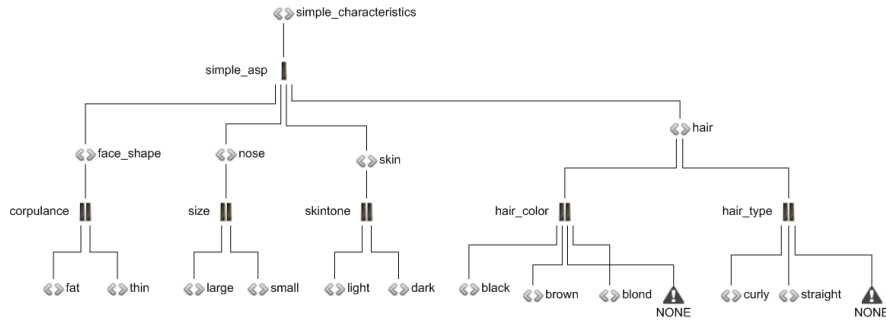 simple_characteristics
simple_asp
hair
face_shape
nose
skin
corpulance
size
skintone
hair_color
hair_type
fat
thin
large
small
light
dark
black
brown
blond
NONE
curly
straight
NONE